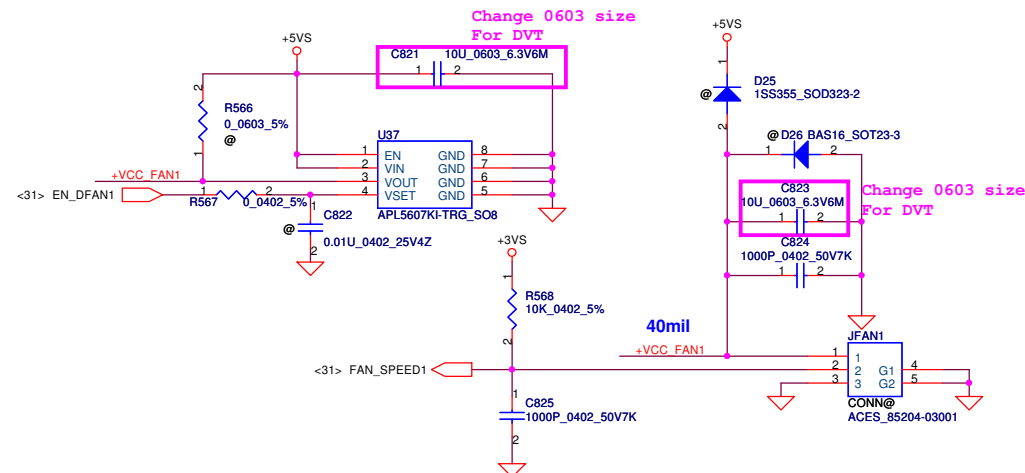 Change 0603 size
For DVT
+5VS
C821
10U_0603_6.3V6M
1
2
2
R566
0_0603_5%
@
1
U37
1
2
3
4
EN
VIN
VOUT
VSET
GND
GND
GND
GND
8
7
6
5
APL5607KI-TRG_SO8
+VCC_FAN1
<31> EN_DFAN1
1
2
R567
0_0402_5%
1
C822
@
0.01U_0402_25V4Z
2
+5VS
1
D25
1SS355_SOD323-2
@
2
@ D26 BAS16_SOT23-3
1
2
C823
10U_0603_6.3V6M
1
2
Change 0603 size
For DVT
C824
1000P_0402_50V7K
1
2
+3VS
1
R568
10K_0402_5%
2
40mil
+VCC_FAN1
<31> FAN_SPEED1
1
C825
1000P_0402_50V7K
2
JFAN1
1
2
3
1
2
3
G1
G2
4
5
CONN@
ACES_85204-03001